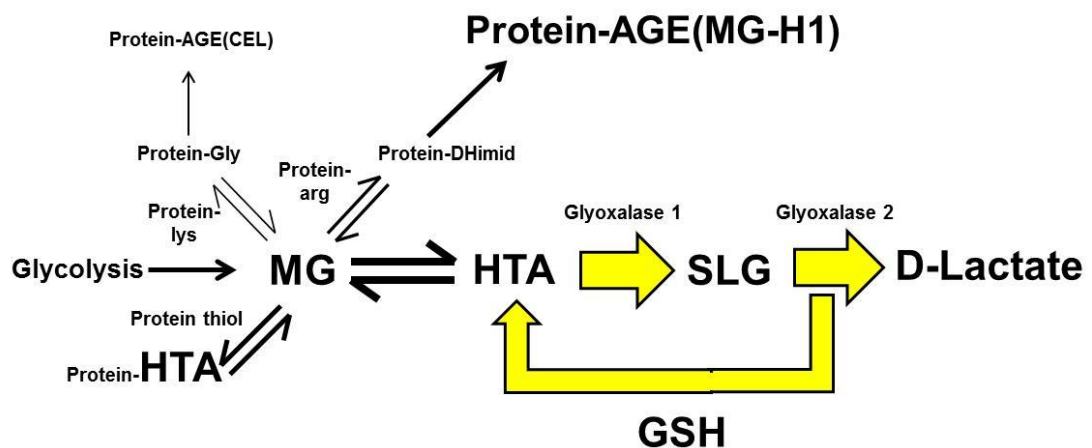 Protein-AGE(CEL)
Protein-AGE(MG-H1)
Protein-Gly
Protein-DHimid
Protein-
arg
Protein-
lys
Glyoxalase 1
Glyoxalase 2
Glycolysis
MG
HTA
SLG
D-Lactate
Protein thiol
Protein-HTA
GSH